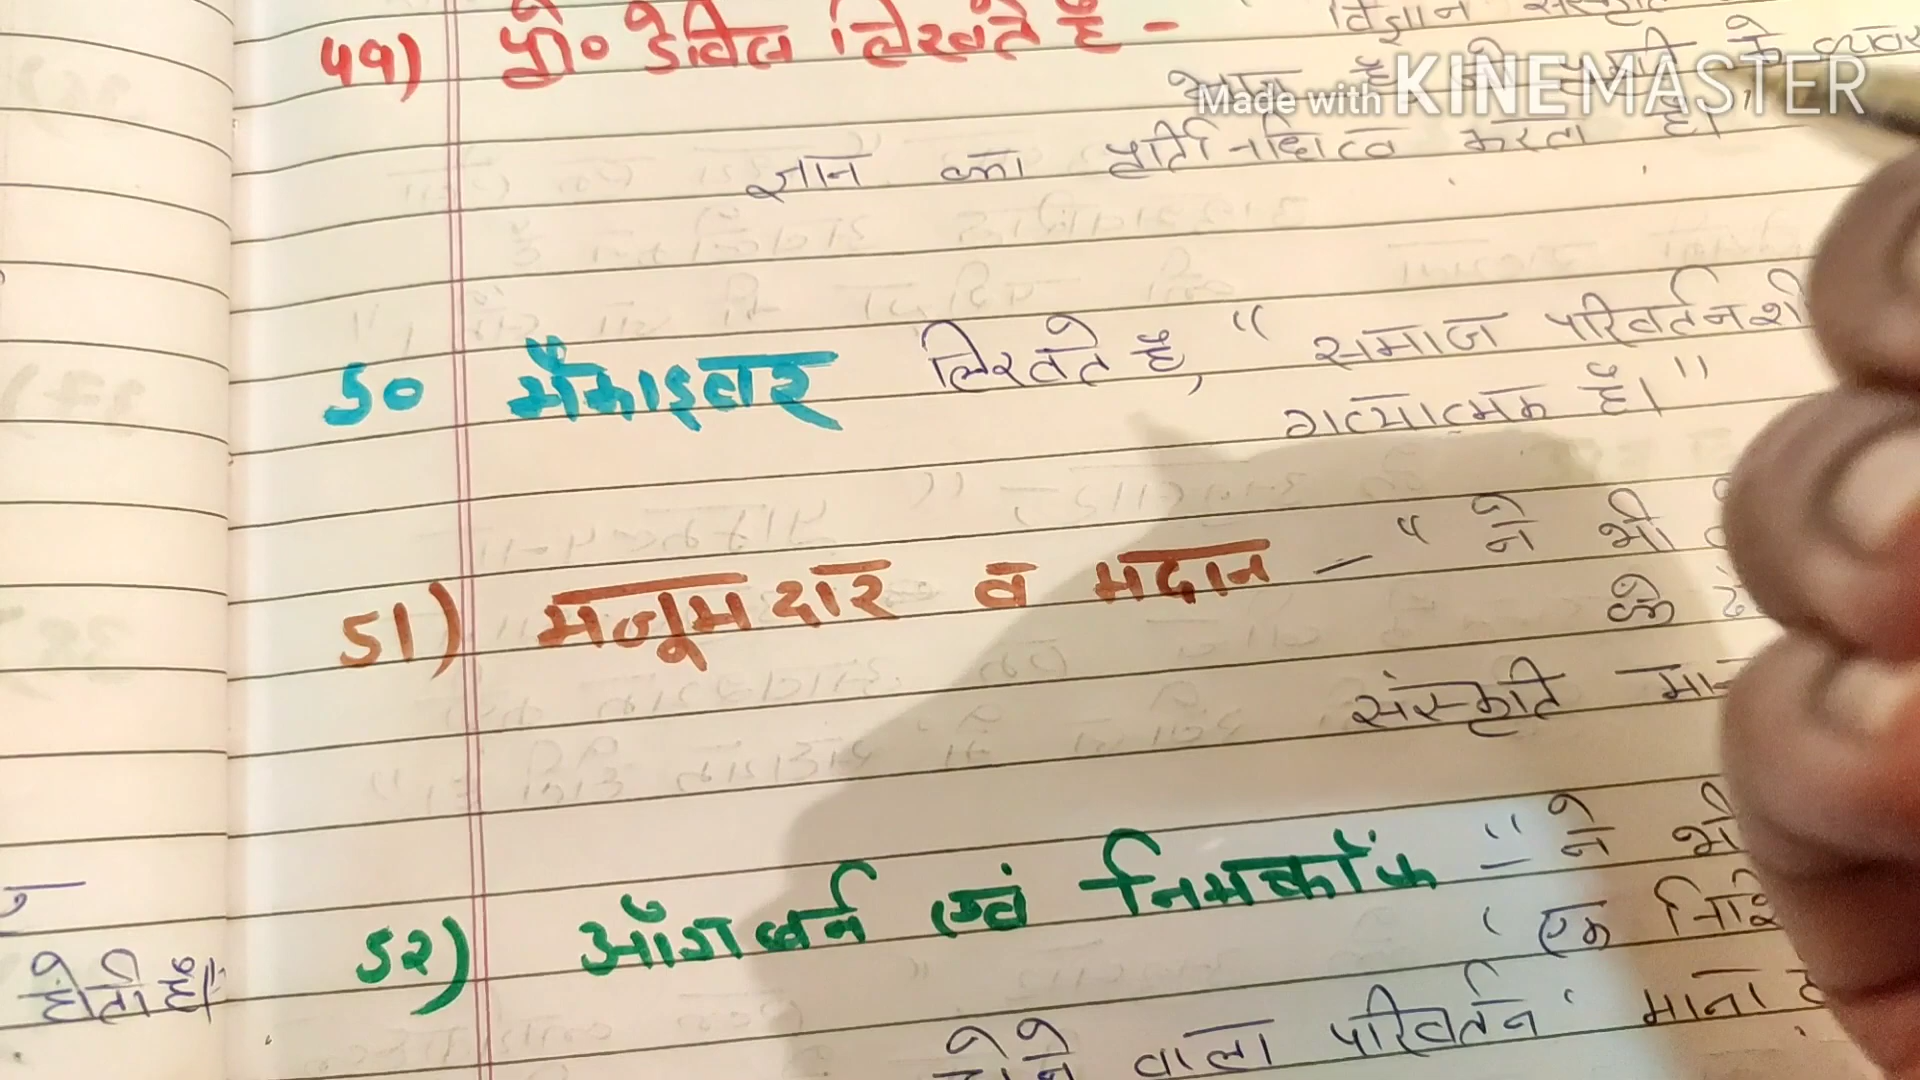 विज्ञान
49) प्रो० डेविल लिखते है -
Made with KINEMASTER
ज्ञान का प्रतिनिधित्व करता है। "
50 मैकाइवर लिखते है, " समाज परिवर्तनशी
गत्यात्मक है। "
51) मजूमदार व मदान - " ने भी
के
संस्कृति मान
52) ऑगबर्न एवं निमकॉफ - " ने भी
' एक निशि
होने वाला परिवर्तन ' माना है
होती है।